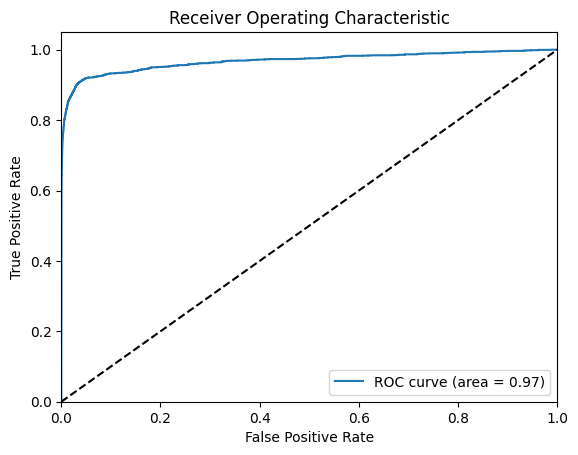 Receiver Operating Characteristic
True Positive Rate
1.0
0.8
0.6
0.4
0.2
0.0
ROC curve (area = 0.97)
0.0 0.2 0.4 0.6 0.8 1.0
False Positive Rate